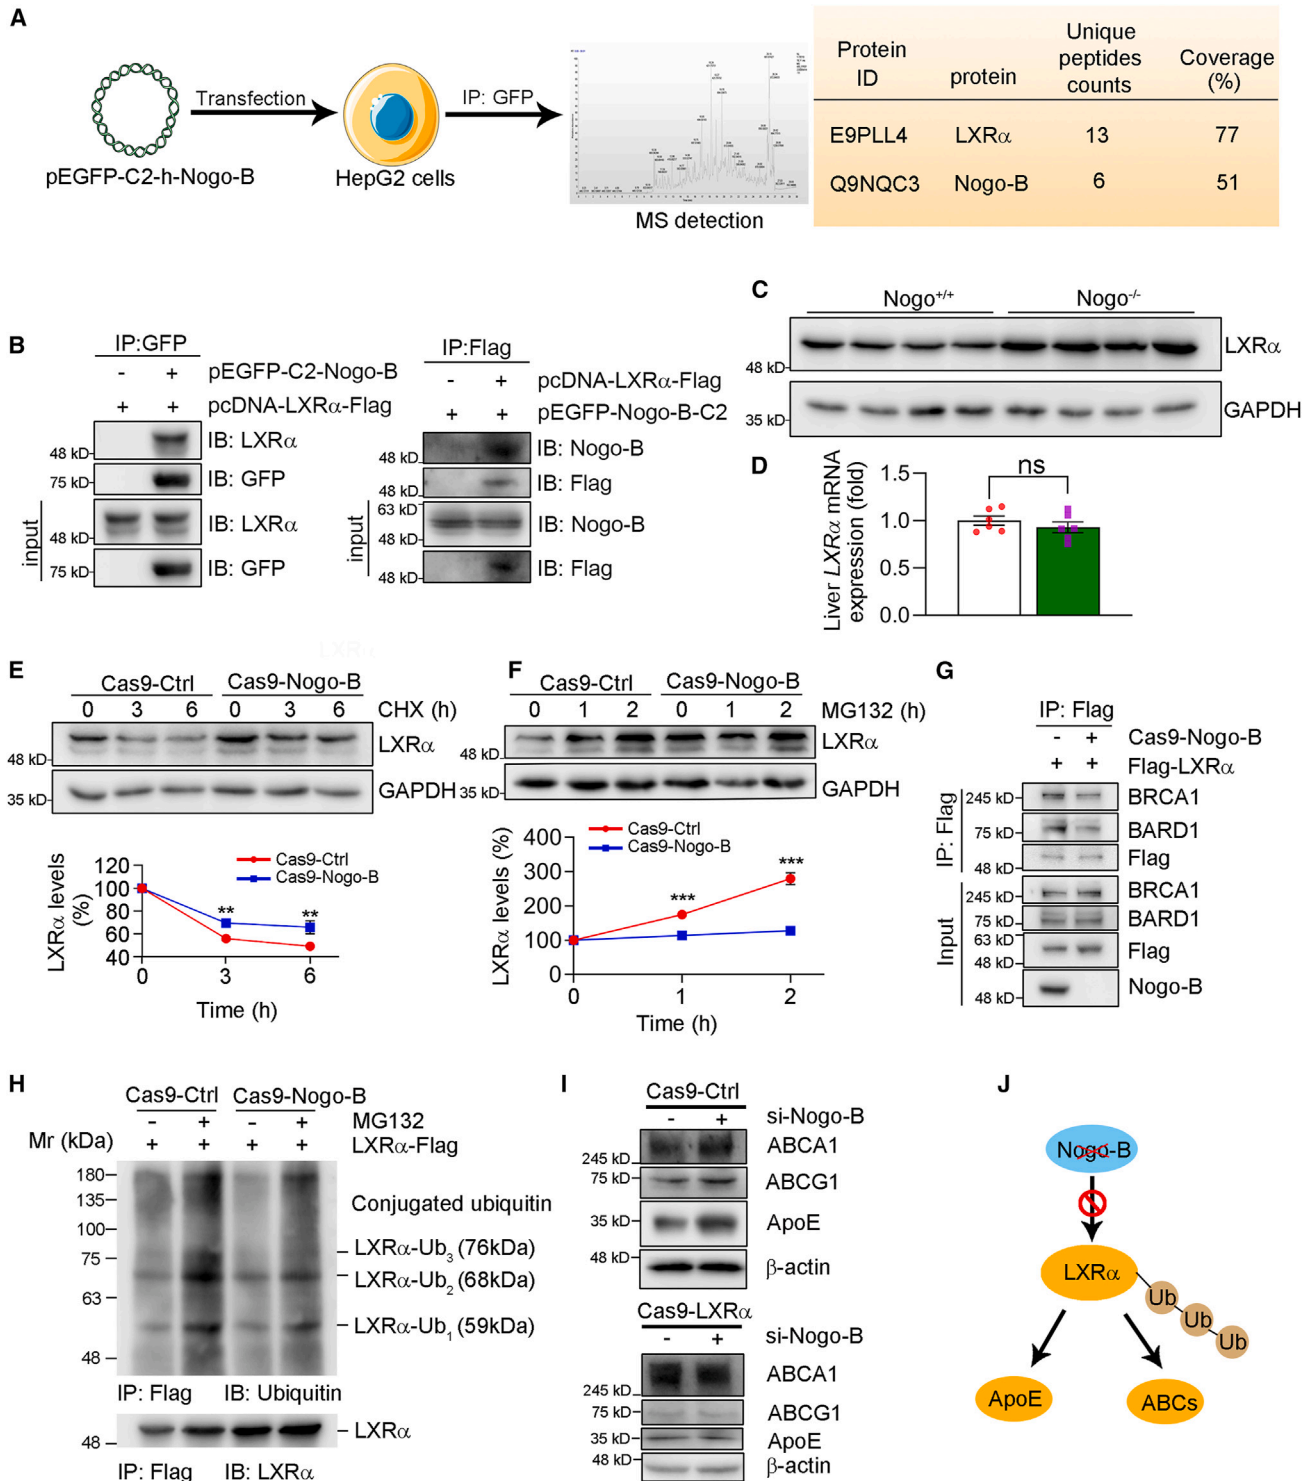 A
pEGFP-C2-h-Nogo-B
Transfection
HepG2 cells
IP: GFP
MS detection
Protein ID protein Unique peptides counts Coverage (%)
E9PLL4 LXRα 13 77
Q9NQC3 Nogo-B 6 51
B
IP:GFP
- + pEGFP-C2-Nogo-B
+ + pcDNA-LXRα-Flag
48 kD IB: LXRα
75 kD IB: GFP
input
48 kD IB: LXRα
75 kD IB: GFP
IP:Flag
- + pcDNA-LXRα-Flag
+ + pEGFP-Nogo-B-C2
48 kD IB: Nogo-B
48 kD IB: Flag
input
63 kD
48 kD IB: Nogo-B
48 kD IB: Flag
C
Nogo+/+ Nogo-/-
48 kD LXRα
35 kD GAPDH
D
Liver LXRα mRNA expression (fold)
1.5
1.0
0.5
0.0
ns
LXRα
E
Cas9-Ctrl Cas9-Nogo-B
0 3 6 0 3 6 CHX (h)
48 kD LXRα
35 kD GAPDH
Cas9-Ctrl
Cas9-Nogo-B
LXRα levels (%)
120
100
80
60
40
** **
0 3 6
Time (h)
F
Cas9-Ctrl Cas9-Nogo-B
0 1 2 0 1 2 MG132 (h)
48 kD LXRα
35 kD GAPDH
Cas9-Ctrl
Cas9-Nogo-B
LXRα levels (%)
400
300
200
100
0
*** ***
0 1 2
Time (h)
G
IP: Flag
- + Cas9-Nogo-B
+ + Flag-LXRα
IP: Flag
245 kD BRCA1
75 kD BARD1
48 kD Flag
Input
245 kD BRCA1
75 kD BARD1
63 kD
48 kD Flag
48 kD Nogo-B
H
Cas9-Ctrl Cas9-Nogo-B
- + - + MG132
Mr (kDa) + + + + LXRα-Flag
180
135
100
75
63
48
Conjugated ubiquitin
LXRα-Ub3 (76kDa)
LXRα-Ub2 (68kDa)
LXRα-Ub1 (59kDa)
IP: Flag IB: Ubiquitin
48 LXRα
IP: Flag IB: LXRα
I
Cas9-Ctrl
- + si-Nogo-B
245 kD ABCA1
75 kD ABCG1
35 kD ApoE
48 kD β-actin
Cas9-LXRα
- + si-Nogo-B
245 kD ABCA1
75 kD ABCG1
35 kD ApoE
48 kD β-actin
J
Nogo-B
LXRα
Ub
Ub
Ub
ApoE ABCs